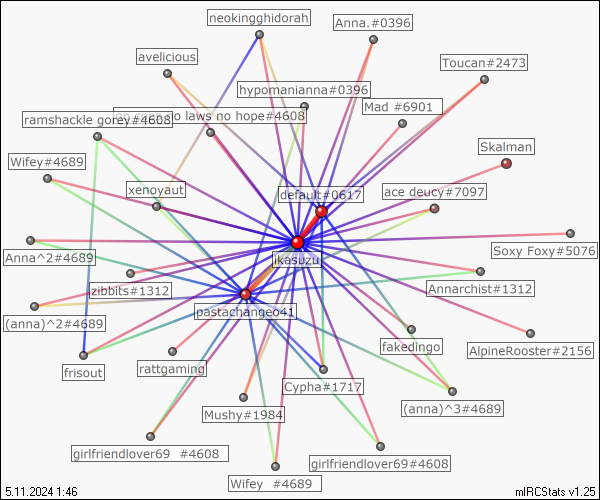 neokingghidorah
Anna.#0396
avelicious
Toucan#2473
hypomanianna#0396
Mad #6901
no laws no hope#4608
ramshackle gorey#4608
Skalman
Wifey#4689
xenoyaut
default#0617
ace deucy#7097
Anna^2#4689
jkasuzu
Soxy Foxy#5076
zibbits#1312
Annarchist#1312
(anna)^2#4689
pastachangeo41
fakedingo
AlpineRooster#2156
frisout
rattgaming
Cypha#1717
Mushy#1984
(anna)^3#4689
girlfriendlover69 #4608
girlfriendlover69#4608
Wifey #4689
5.11.2024 1:46
mIRCStats v1.25